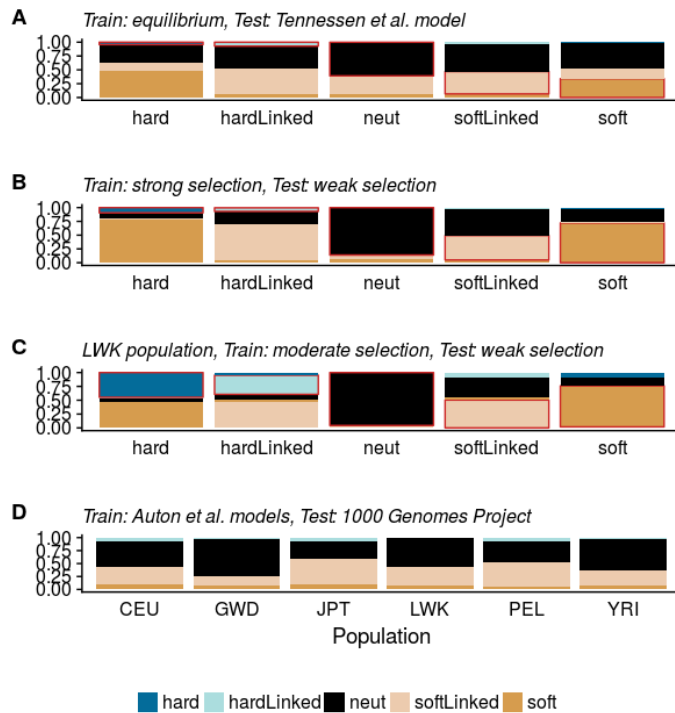 A Train: equilibrium, Test: Tennessen et al. model
1.00
0.75
0.50
0.25
0.00
hard hardLinked neut softLinked soft
B Train: strong selection, Test: weak selection
1.00
0.75
0.50
0.25
0.00
hard hardLinked neut softLinked soft
C LWK population, Train: moderate selection, Test: weak selection
1.00
0.75
0.50
0.25
0.00
hard hardLinked neut softLinked soft
D Train: Auton et al. models, Test: 1000 Genomes Project
1.00
0.75
0.50
0.25
0.00
CEU GWD JPT LWK PEL YRI
Population
hard hardLinked neut softLinked soft